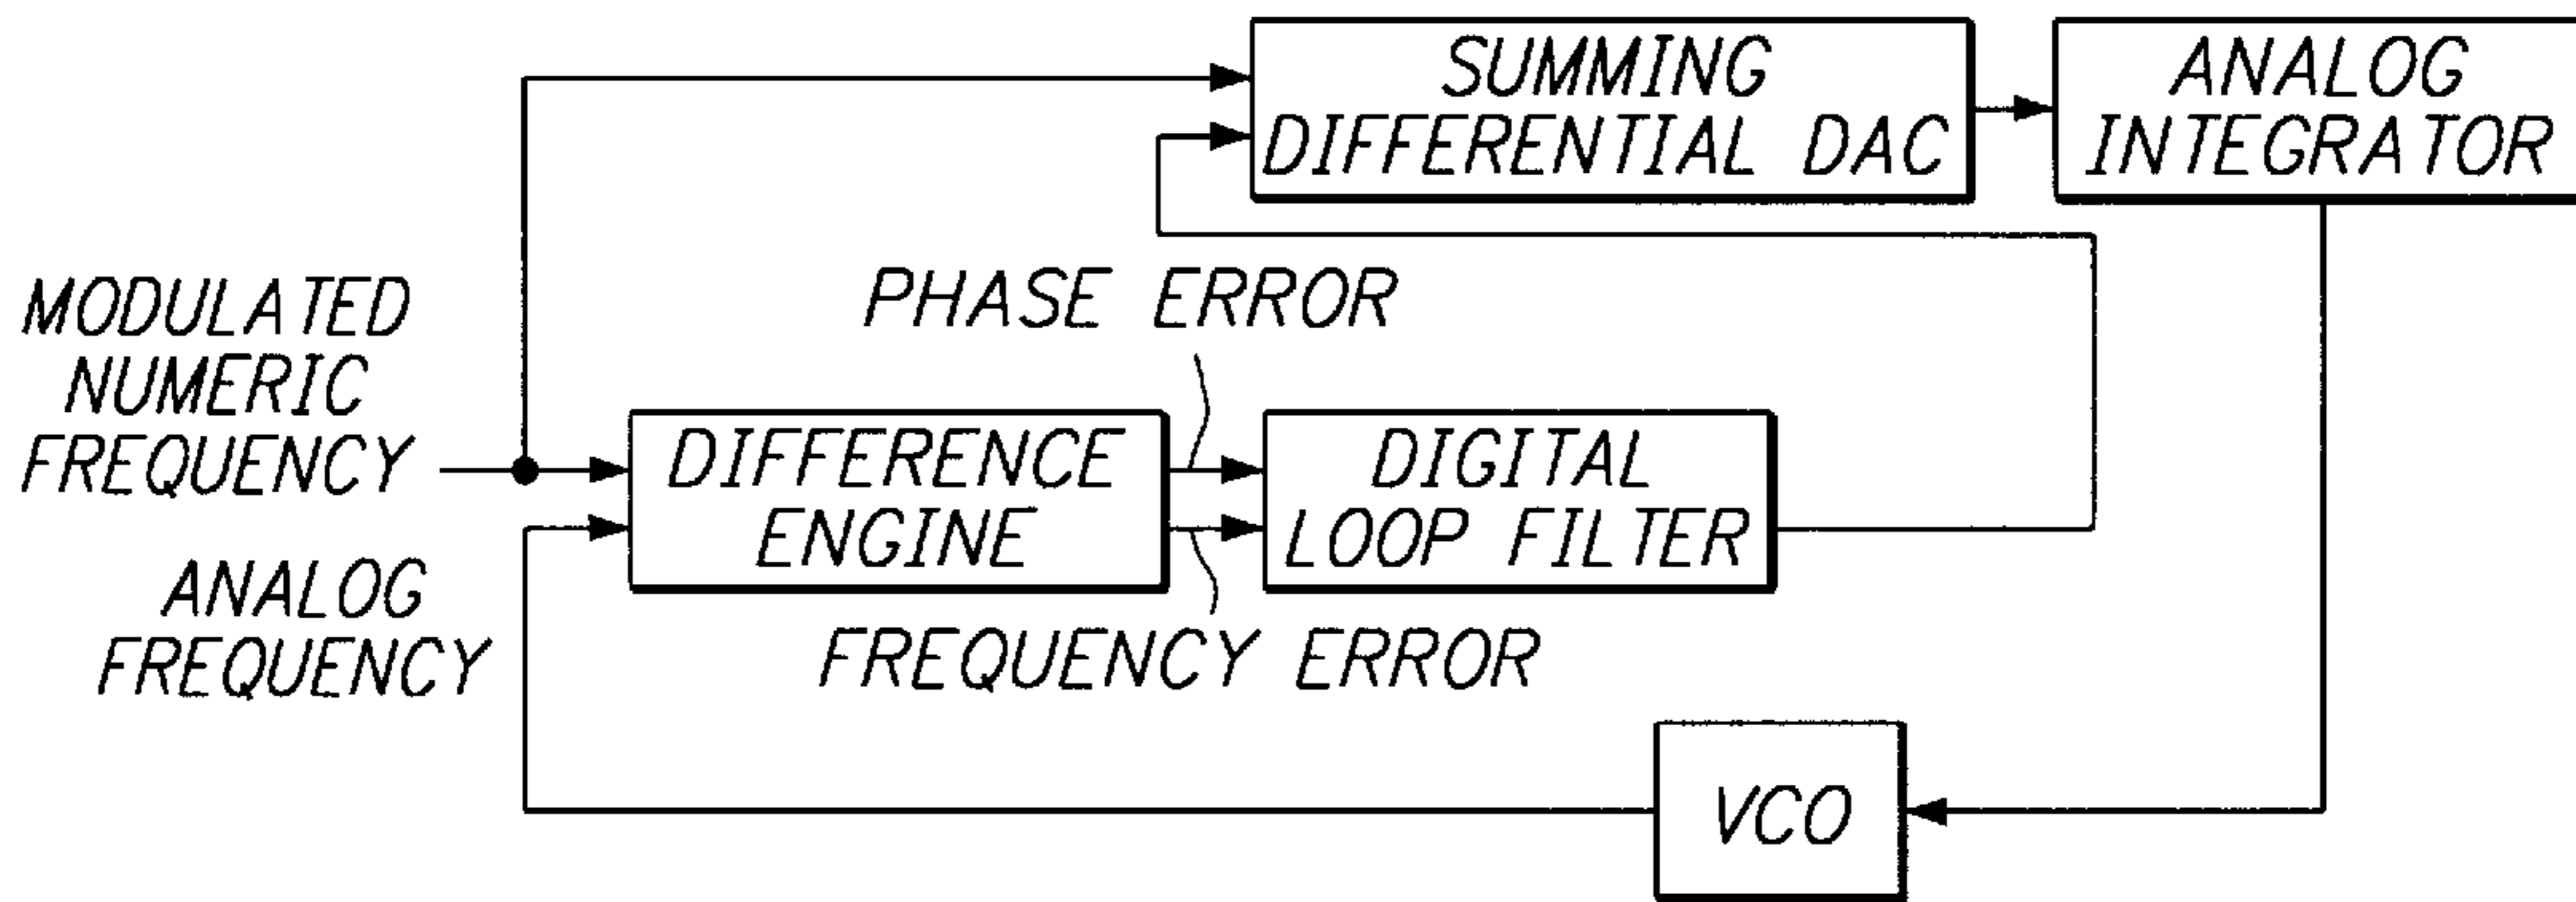 SUMMING
DIFFERENTIAL DAC
ANALOG
INTEGRATOR
MODULATED
NUMERIC
FREQUENCY
PHASE ERROR
DIFFERENCE
ENGINE
DIGITAL
LOOP FILTER
ANALOG
FREQUENCY
FREQUENCY ERROR
VCO